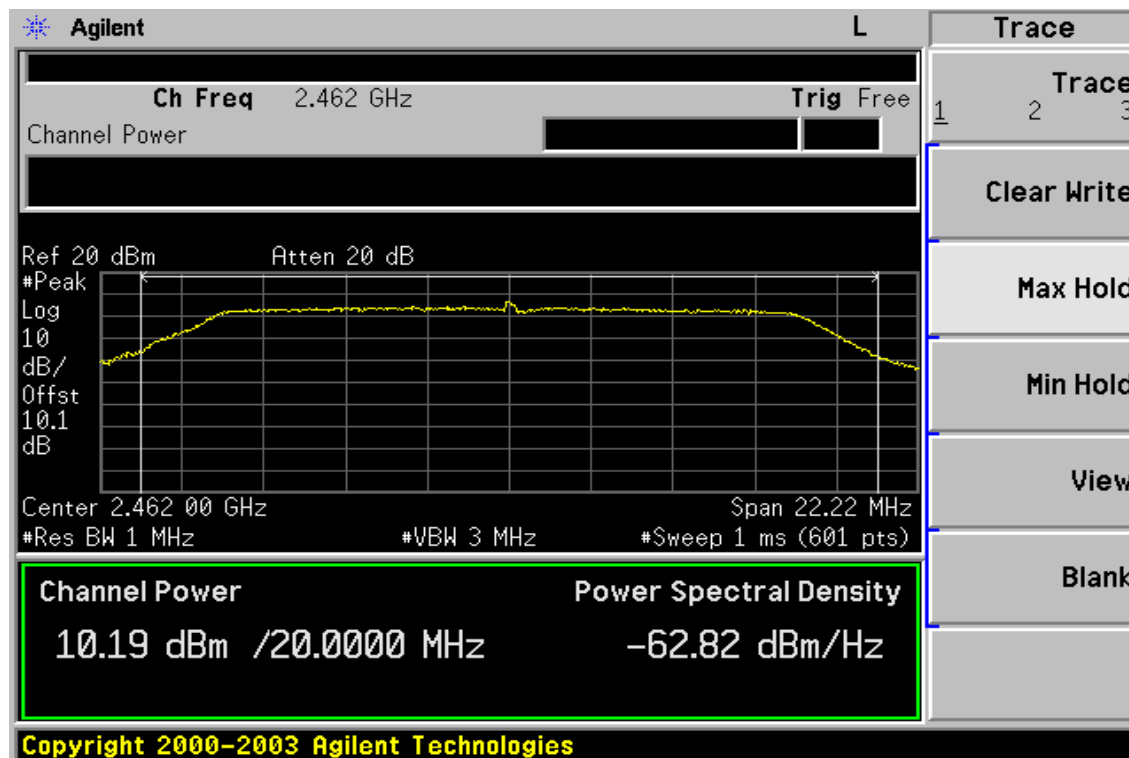 Agilent L
Ch Freq 2.462 GHz Trig Free
Channel Power
Ref 20 dBm Atten 20 dB
#Peak
Log
10
dB/
Offst
10.1
dB
Center 2.462 00 GHz Span 22.22 MHz
#Res BW 1 MHz #VBW 3 MHz #Sweep 1 ms (601 pts)
Channel Power Power Spectral Density
10.19 dBm /20.0000 MHz -62.82 dBm/Hz
Copyright 2000-2003 Agilent Technologies
Trace
Trace
1 2 3
Clear Write
Max Hold
Min Hold
View
Blank